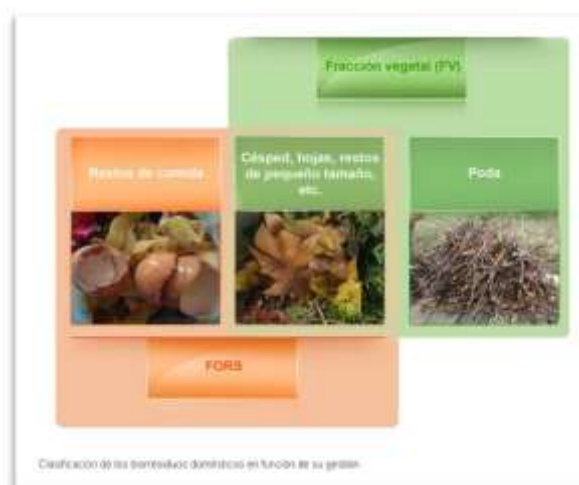 Fracción vegetal (FV)
Restos de comida
Césped, hojas, restos
de pequeño tamaño,
etc.
Poda
FORS
Clasificación de los biorresiduos domésticos en función de su gestión